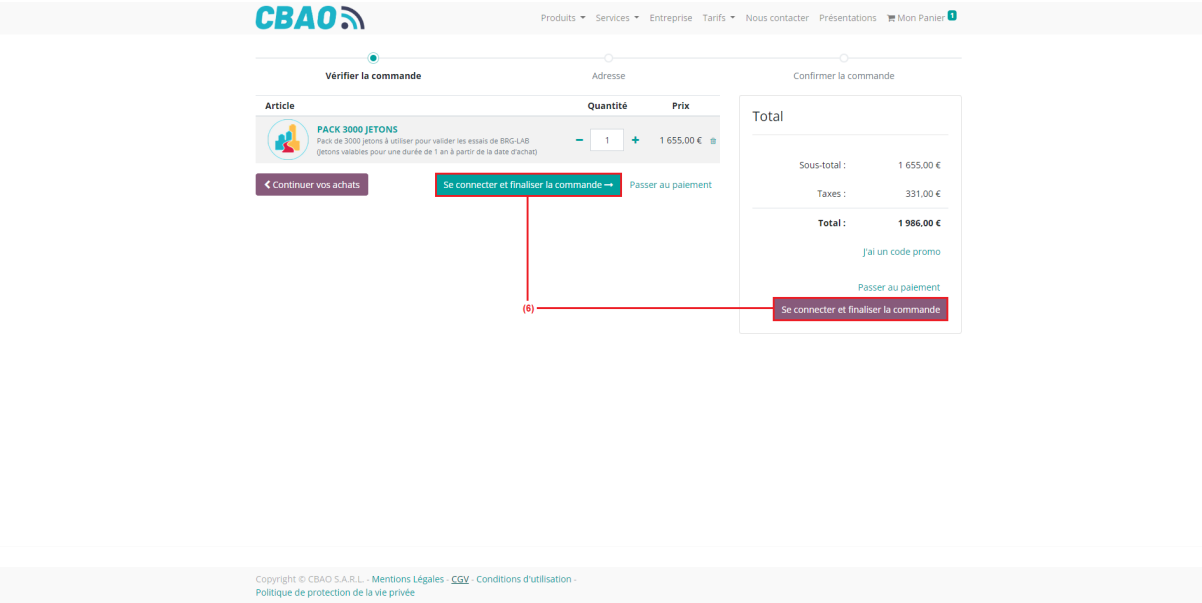 CBAO
Produits Services Entreprise Tarifs Nous contacter Présentations Mon Panier 1
Vérifier la commande
Adresse
Confirmer la commande
Article Quantité Prix
PACK 3000 JETONS
Pack de 3000 jetons à utiliser pour valider les essais de BRG-LAB
(Jetons valables pour une durée de 1 an à partir de la date d'achat)
− 1 + 1 655,00 €
Continuer vos achats
Se connecter et finaliser la commande →
Passer au paiement
Total
Sous-total : 1 655,00 €
Taxes : 331,00 €
Total : 1 986,00 €
J'ai un code promo
Passer au paiement
Se connecter et finaliser la commande
(6)
Copyright © CBAO S.A.R.L. - Mentions Légales - CGV - Conditions d'utilisation -
Politique de protection de la vie privée